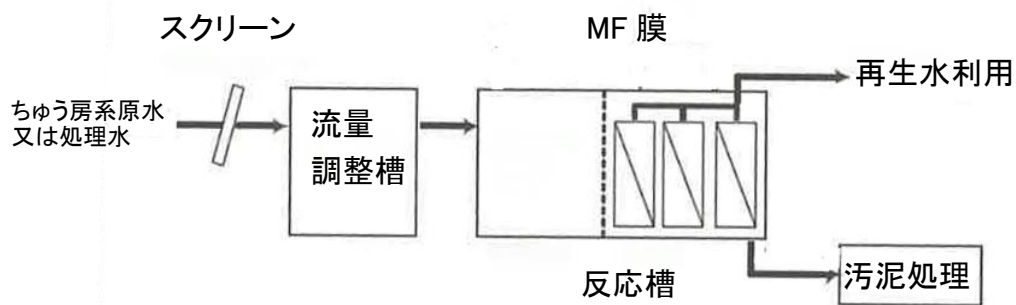 スクリーン
MF 膜
再生水利用
ちゅう房系原水
又は処理水
流量
調整槽
反応槽
汚泥処理